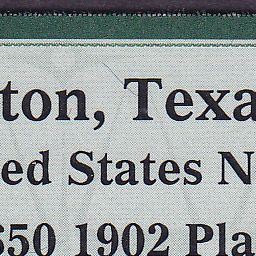 ton, Texa
ed States N
650 1902 Pla